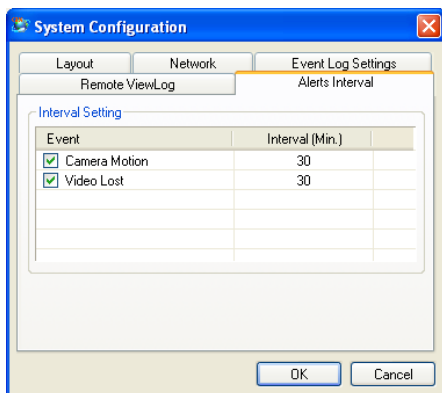 System Configuration
Layout Network Event Log Settings
Remote ViewLog Alerts Interval
Interval Setting
Event Interval (Min.)
Camera Motion 30
Video Lost 30
OK Cancel